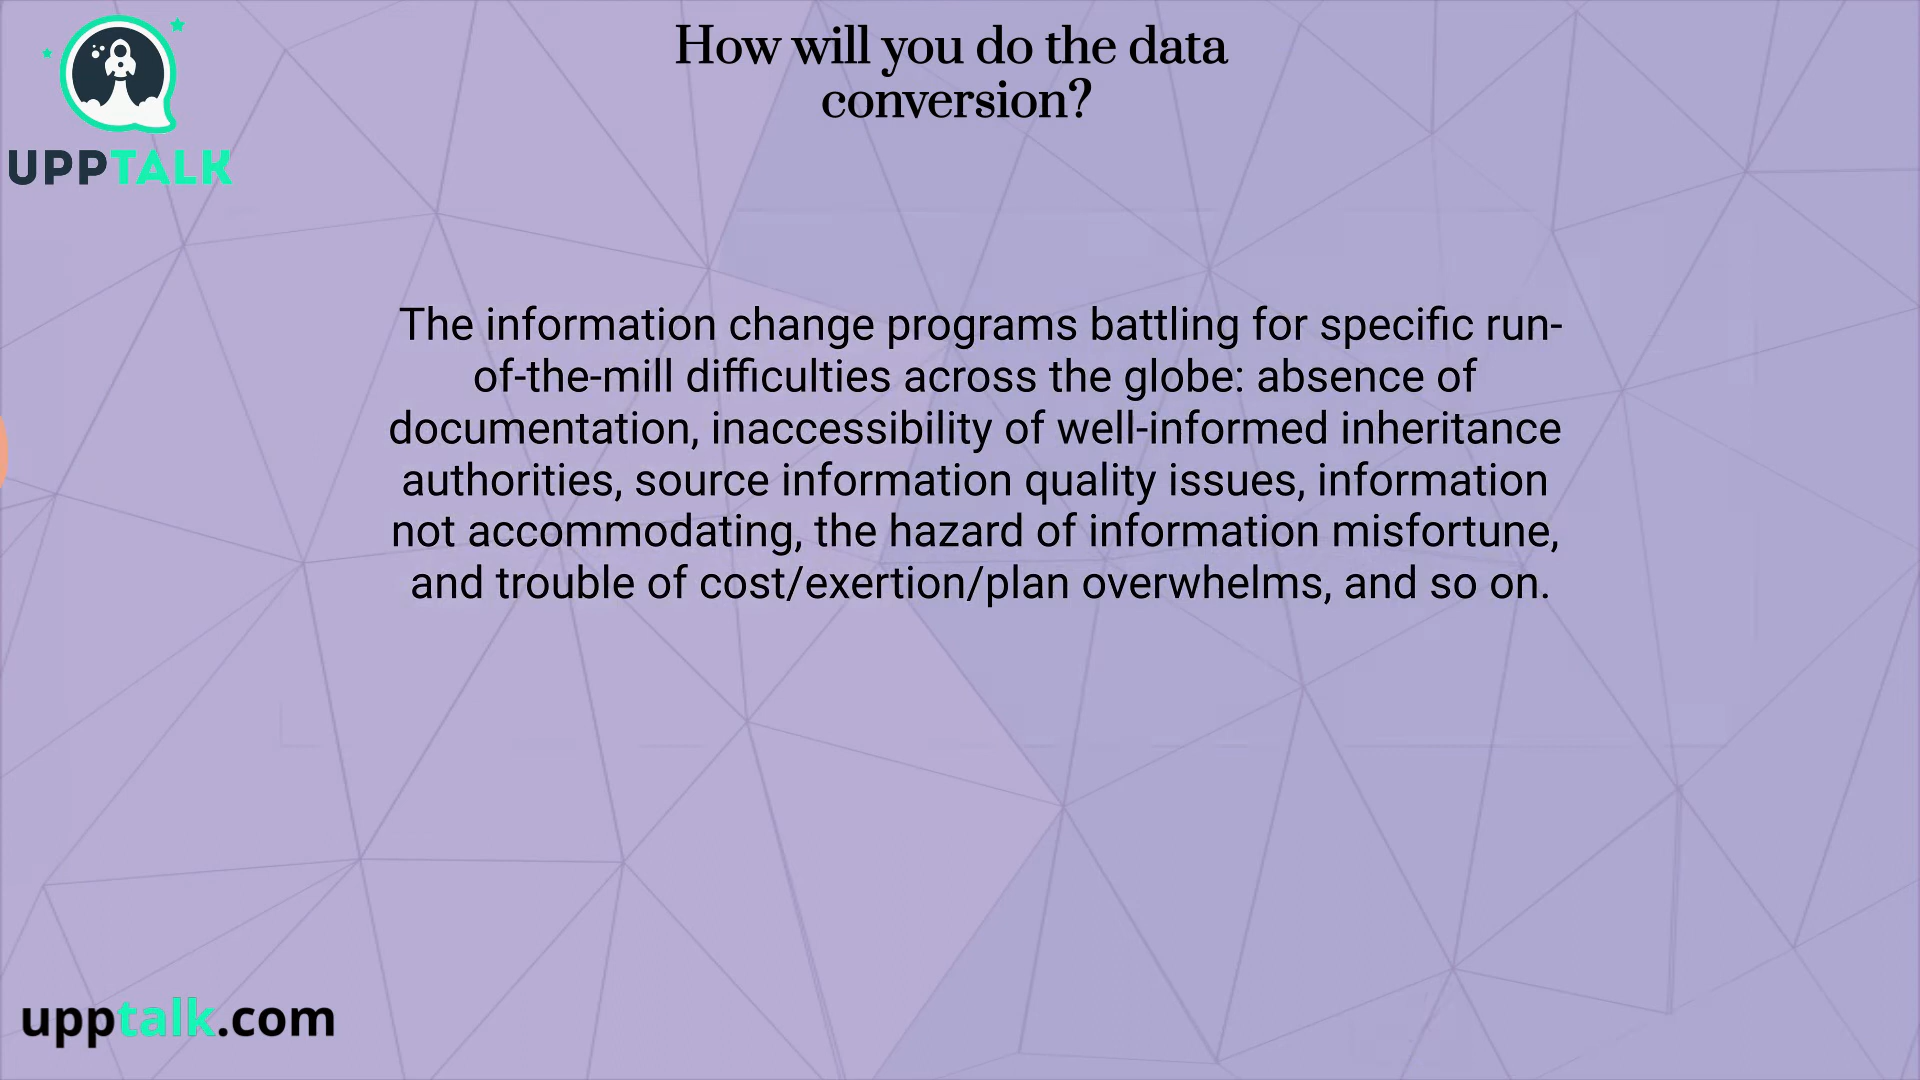 How will you do the data
conversion?
UPPTALK
The information change programs battling for specific run-
of-the-mill difficulties across the globe: absence of
documentation, inaccessibility of well-informed inheritance
authorities, source information quality issues, information
not accommodating, the hazard of information misfortune,
and trouble of cost/exertion/plan overwhelms, and so on.
upptalk.com